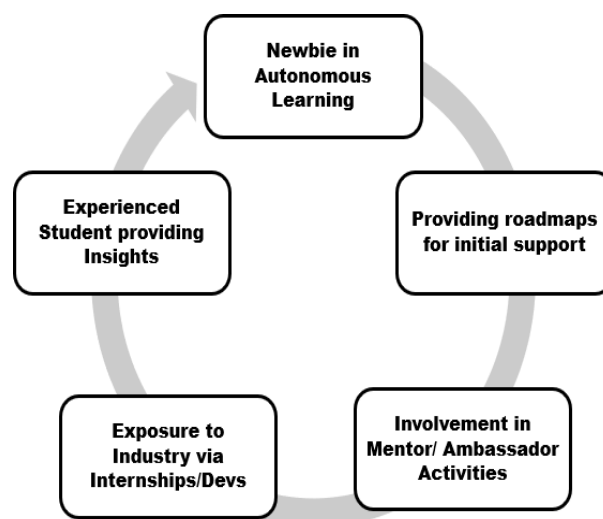 Newbie in
Autonomous
Learning
Providing roadmaps
for initial support
Involvement in
Mentor/ Ambassador
Activities
Exposure to
Industry via
Internships/Devs
Experienced
Student providing
Insights